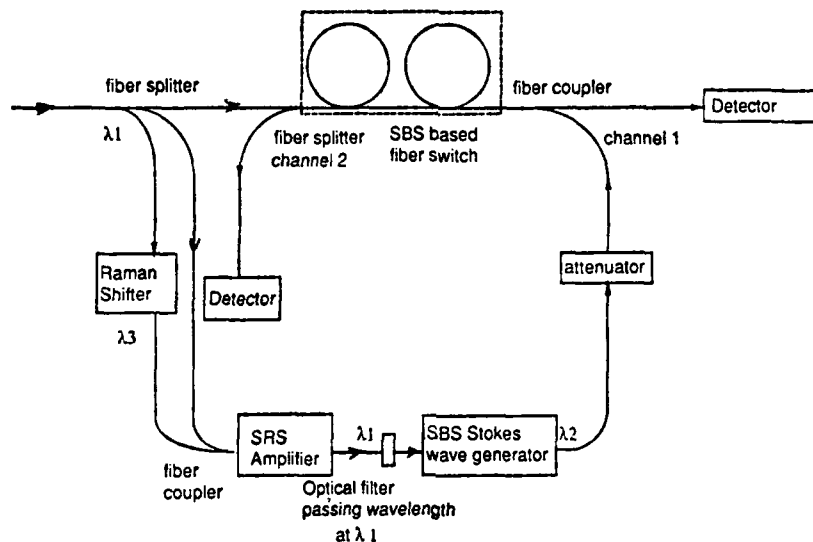 fiber splitter
fiber coupler
Detector
λ1
fiber splitter
channel 2
SBS based
fiber switch
channel 1
Raman
Shifter
Detector
attenuator
λ3
SRS
Amplifier
λ1
SBS Stokes
wave generator
λ2
fiber
coupler
Optical filter
passing wavelength
at λ 1